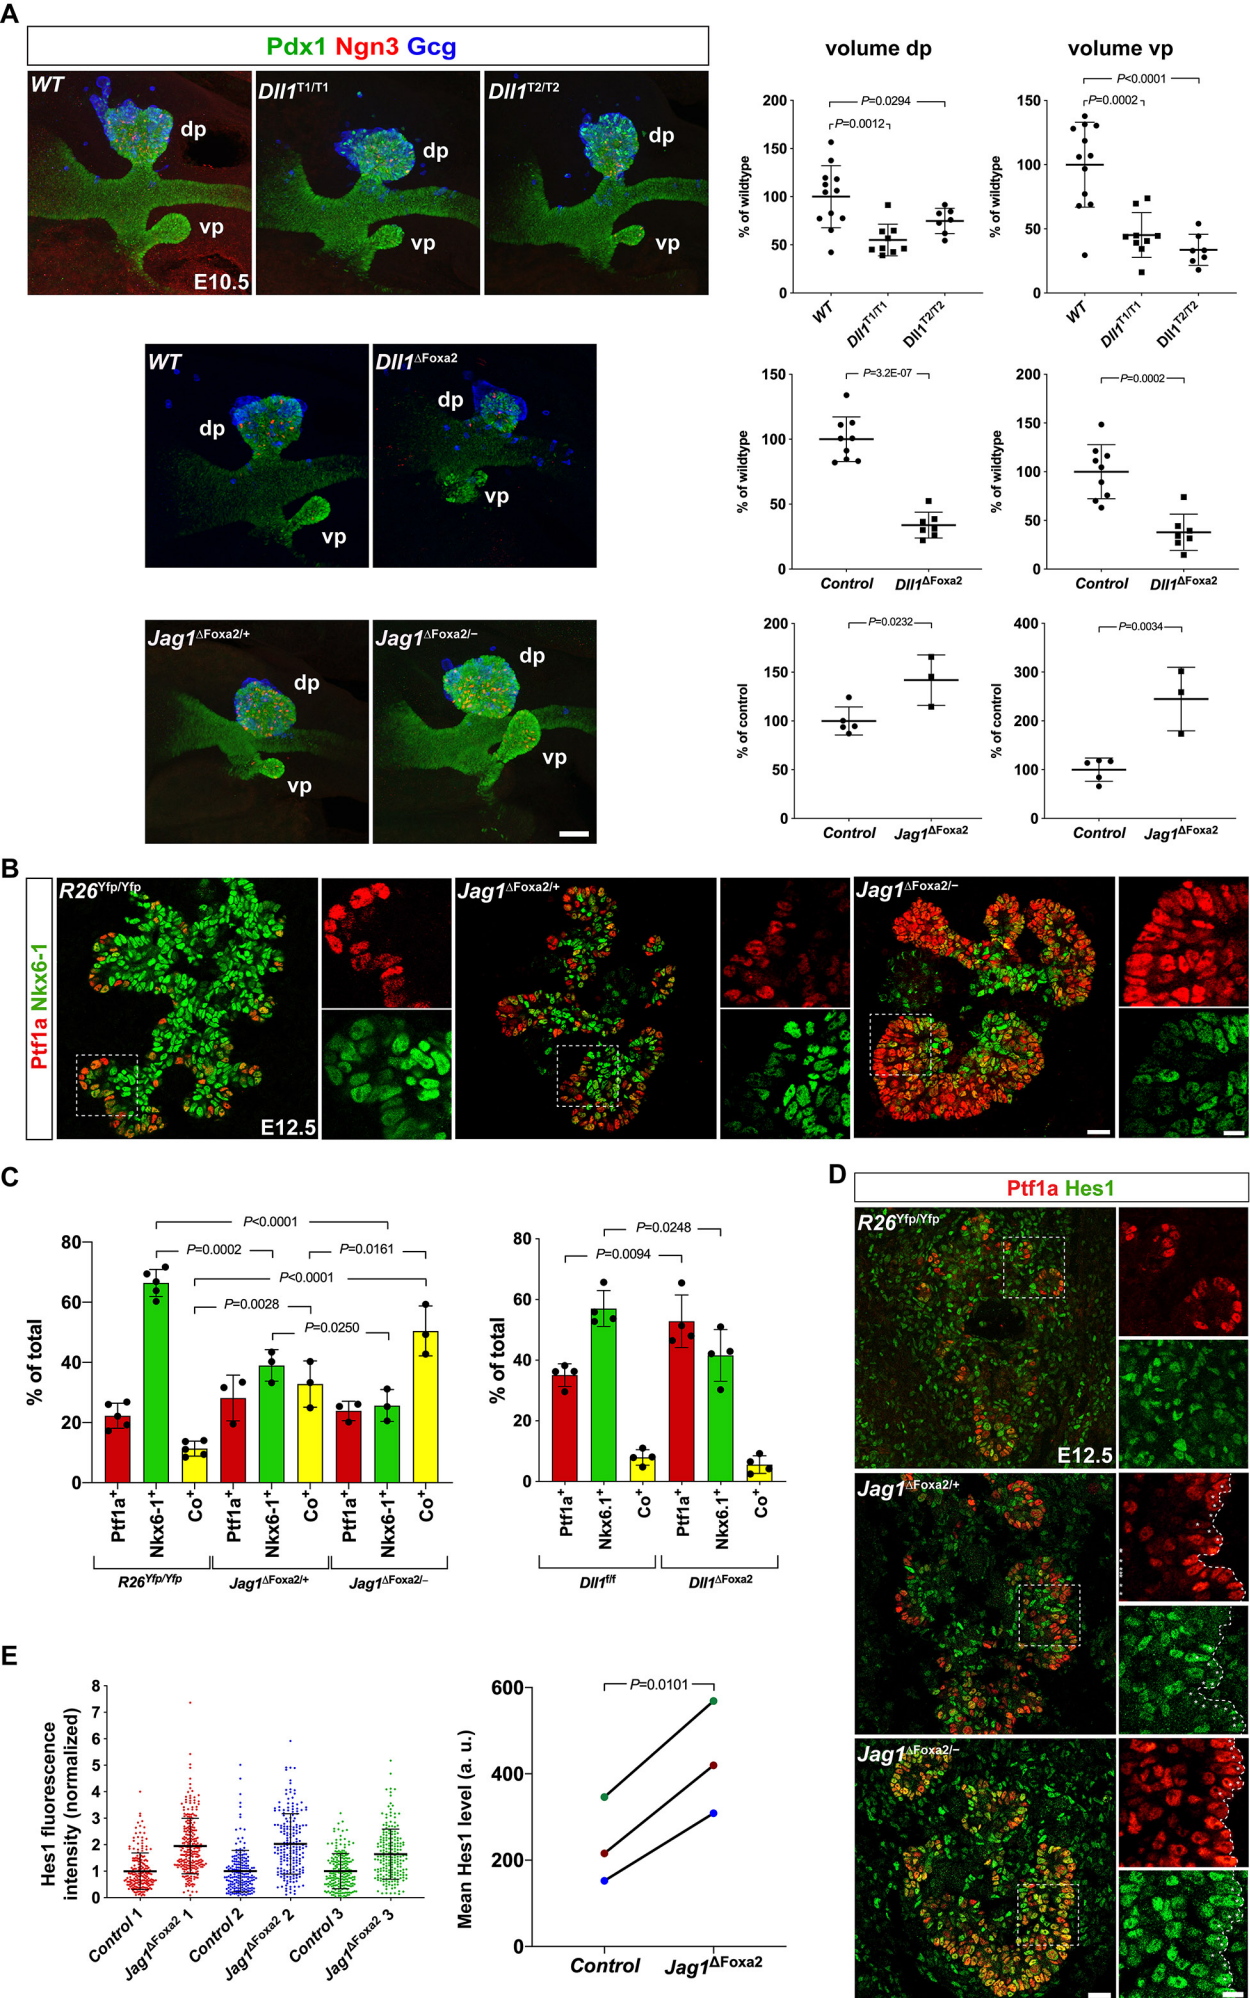 A
Pdx1 Ngn3 Gcg
WT
dp
vp
E10.5
Dll1T1/T1
dp
vp
Dll1T2/T2
dp
vp
volume dp
% of wildtype
200
150
100
50
0
P=0.0294
P=0.0012
WT
Dll1T1/T1
Dll1T2/T2
volume vp
% of wildtype
150
100
50
0
P<0.0001
P=0.0002
WT
Dll1T1/T1
Dll1T2/T2
WT
dp
vp
Dll1ΔFoxa2
dp
vp
% of wildtype
150
100
50
0
P=3.2E-07
Control
Dll1ΔFoxa2
% of wildtype
200
150
100
50
0
P=0.0002
Control
Dll1ΔFoxa2
Jag1ΔFoxa2/+
dp
vp
Jag1ΔFoxa2/–
dp
vp
% of control
200
150
100
50
0
P=0.0232
Control
Jag1ΔFoxa2
% of control
400
300
200
100
0
P=0.0034
Control
Jag1ΔFoxa2
B
Ptf1a Nkx6-1
R26Yfp/Yfp
E12.5
Jag1ΔFoxa2/+
Jag1ΔFoxa2/–
C
% of total
80
60
40
20
0
P<0.0001
P=0.0002
P=0.0161
P<0.0001
P=0.0028
P=0.0250
Ptf1a+
Nkx6-1+
Co+
Ptf1a+
Nkx6-1+
Co+
Ptf1a+
Nkx6-1+
Co+
R26Yfp/Yfp
Jag1ΔFoxa2/+
Jag1ΔFoxa2/–
% of total
80
60
40
20
0
P=0.0248
P=0.0094
Ptf1a+
Nkx6.1+
Co+
Ptf1a+
Nkx6.1+
Co+
Dll1f/f
Dll1ΔFoxa2
D
Ptf1a Hes1
R26Yfp/Yfp
E12.5
Jag1ΔFoxa2/+
Jag1ΔFoxa2/–
E
Hes1 fluorescence
intensity (normalized)
8
7
6
5
4
3
2
1
0
Control 1
Jag1ΔFoxa2 1
Control 2
Jag1ΔFoxa2 2
Control 3
Jag1ΔFoxa2 3
Mean Hes1 level (a. u.)
600
400
200
0
P=0.0101
Control
Jag1ΔFoxa2